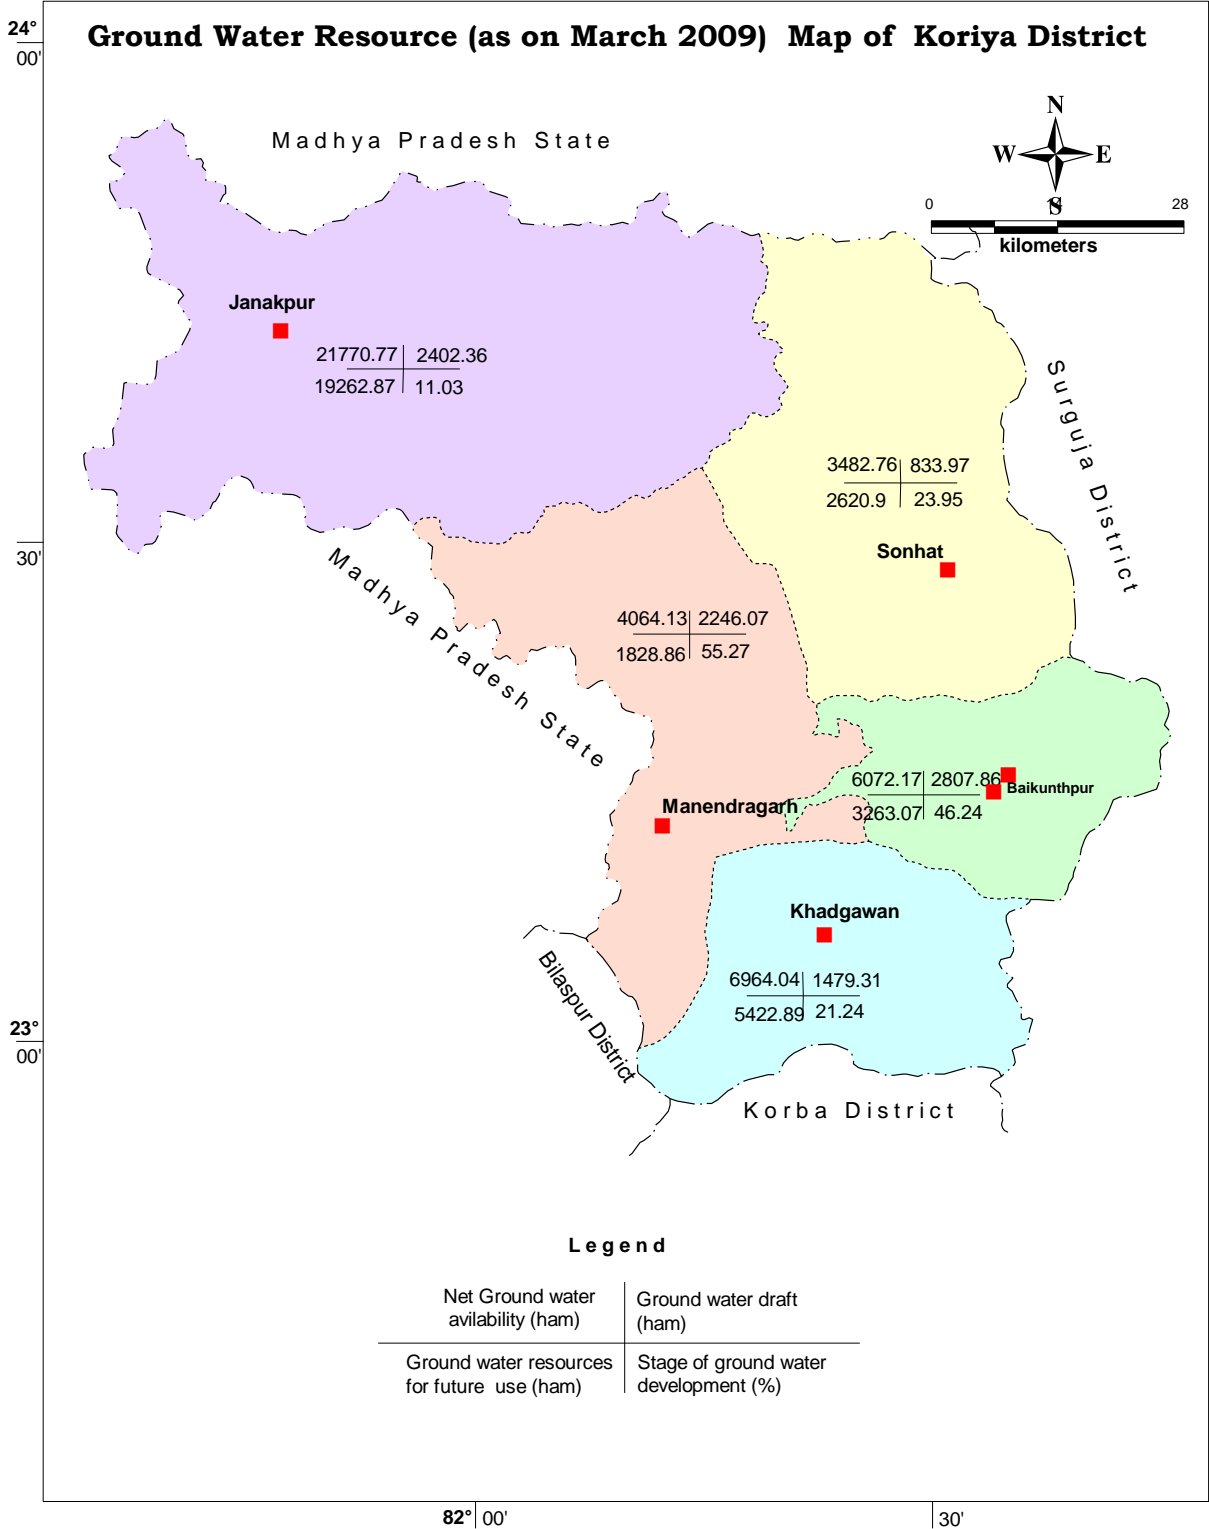 24°
00'
Ground Water Resource (as on March 2009) Map of Koriya District
Madhya Pradesh State
N
W E
S
0 28
kilometers
Janakpur
21770.77 2402.36
19262.87 11.03
Surguja District
3482.76 833.97
2620.9 23.95
Sonhat
30'
Madhya Pradesh State
4064.13 2246.07
1828.86 55.27
6072.17 2807.86
3263.07 46.24
Baikunthpur
Manendragarh
Khadgawan
6964.04 1479.31
5422.89 21.24
Bilaspur District
23°
00'
Korba District
Legend
Net Ground water
avilability (ham)
Ground water draft
(ham)
Ground water resources
for future use (ham)
Stage of ground water
development (%)
82° 00'
30'